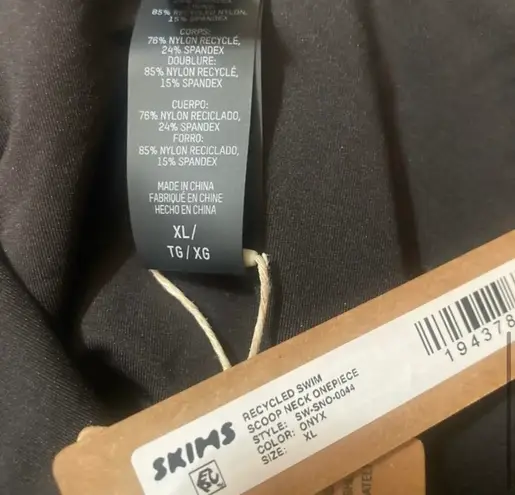 85% RECYCLED NYLON,
15% SPANDEX
CORPS:
76% NYLON RECYCLÉ,
24% SPANDEX
DOUBLURE:
85% NYLON RECYCLÉ,
15% SPANDEX
CUERPO:
76% NYLON RECICLADO,
24% SPANDEX
FORRO:
85% NYLON RECICLADO,
15% SPANDEX
MADE IN CHINA
FABRIQUÉ EN CHINE
HECHO EN CHINA
XL/
TG / XG
194378
SKIMS
RECYCLED SWIM
SCOOP NECK ONEPIECE
STYLE: SW-SNO-0044
COLOR: ONYX
SIZE: XL